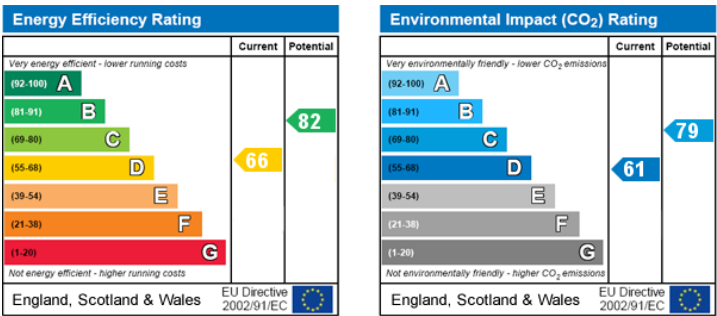 Energy Efficiency Rating
Current Potential
Very energy efficient - lower running costs
(92-100) A
(81-91) B
(69-80) C
(55-68) D
(39-54) E
(21-38) F
(1-20) G
66
82
Not energy efficient - higher running costs
England, Scotland & Wales
EU Directive
2002/91/EC
Environmental Impact (CO2) Rating
Current Potential
Very environmentally friendly - lower CO2 emissions
(92-100) A
(81-91) B
(69-80) C
(55-68) D
(39-54) E
(21-38) F
(1-20) G
61
79
Not environmentally friendly - higher CO2 emissions
England, Scotland & Wales
EU Directive
2002/91/EC